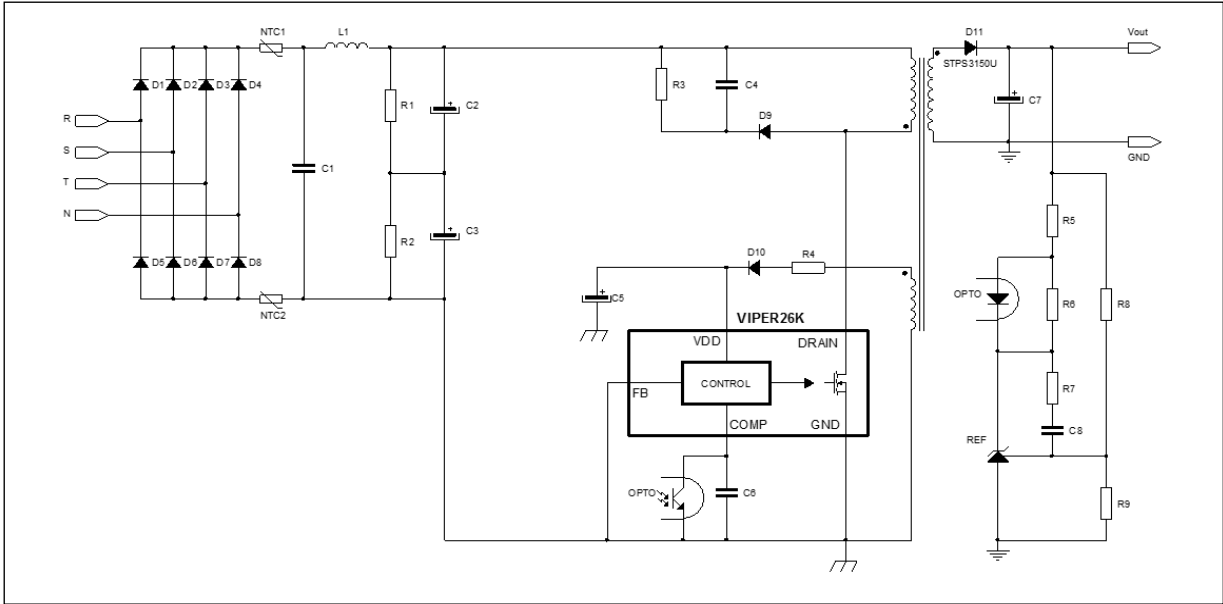 NTC1
L1
D11
Vout
STPS3150U
D1
D2
D3
D4
R3
C4
R1
C2
C7
R
D9
S
GND
C1
T
N
R5
R2
C3
D10
R4
D5
D6
D7
D8
C5
OPTO
R6
R8
NTC2
VIPER26K
VDD
DRAIN
CONTROL
FB
R7
COMP
GND
C8
REF
OPTO
C6
R9